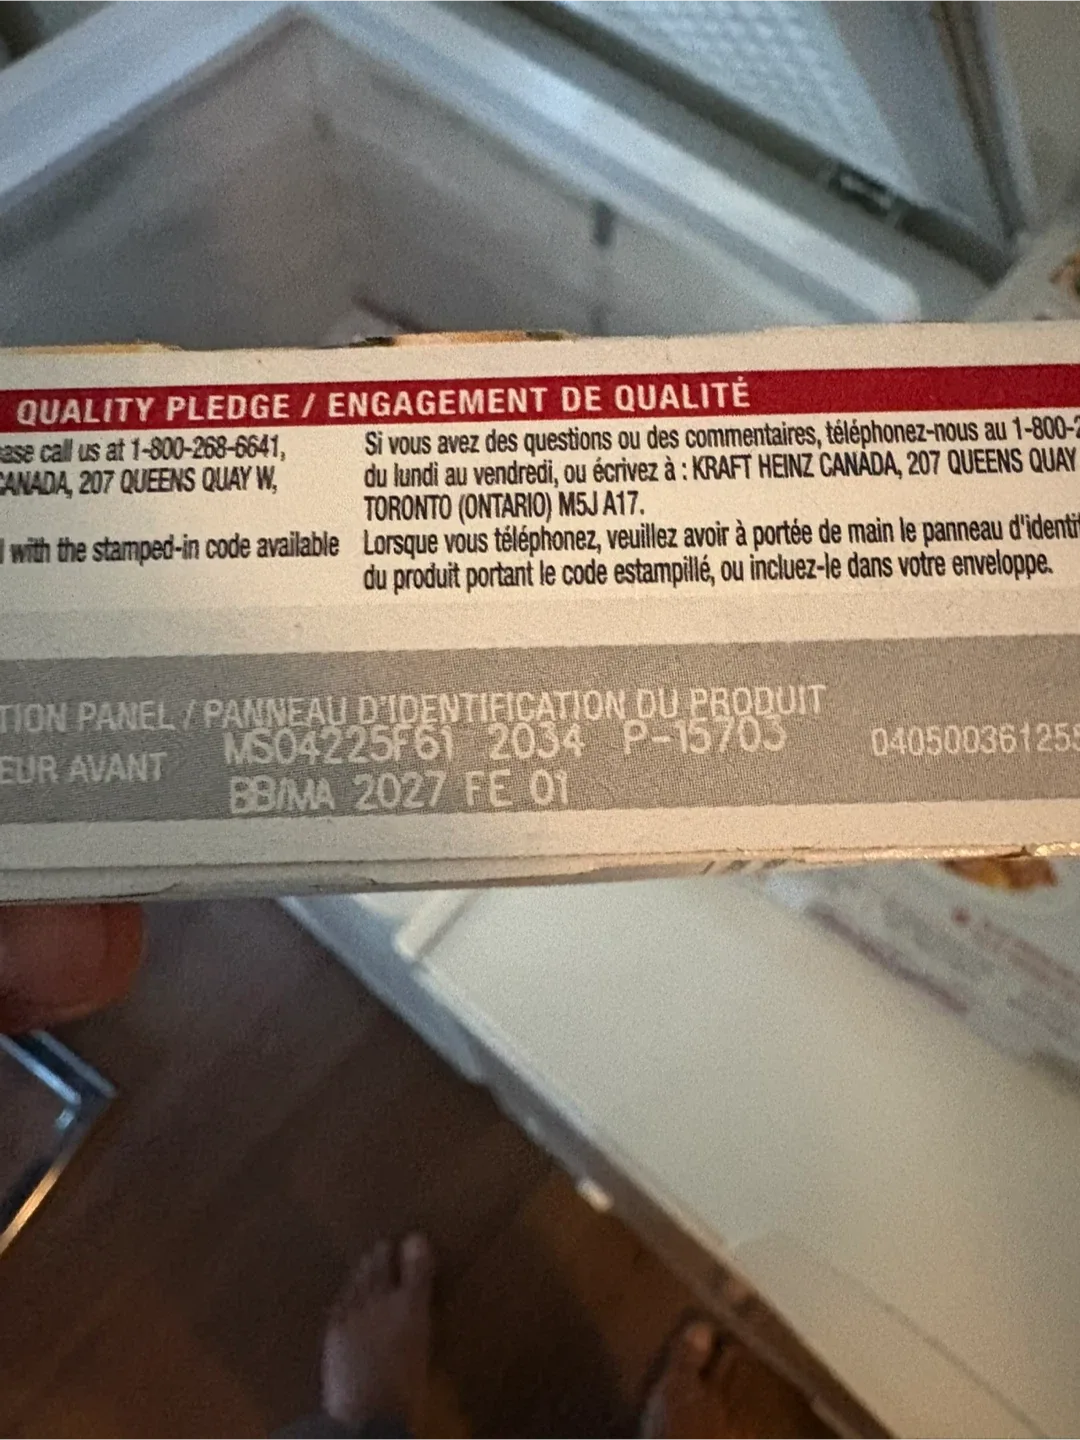 QUALITY PLEDGE / ENGAGEMENT DE QUALITÉ
ase call us at 1-800-268-6641,
CANADA, 207 QUEENS QUAY W,
with the stamped-in code available
Si vous avez des questions ou des commentaires, téléphonez-nous au 1-800-2
du lundi au vendredi, ou écrivez à : KRAFT HEINZ CANADA, 207 QUEENS QUAY
TORONTO (ONTARIO) M5J A17.
Lorsque vous téléphonez, veuillez avoir à portée de main le panneau d'identif
du produit portant le code estampillé, ou incluez-le dans votre enveloppe.
TION PANEL / PANNEAU D'IDENTIFICATION DU PRODUIT
EUR AVANT MS04225F61 2034 P-15703 040500361255
BB/MA 2027 FE 01